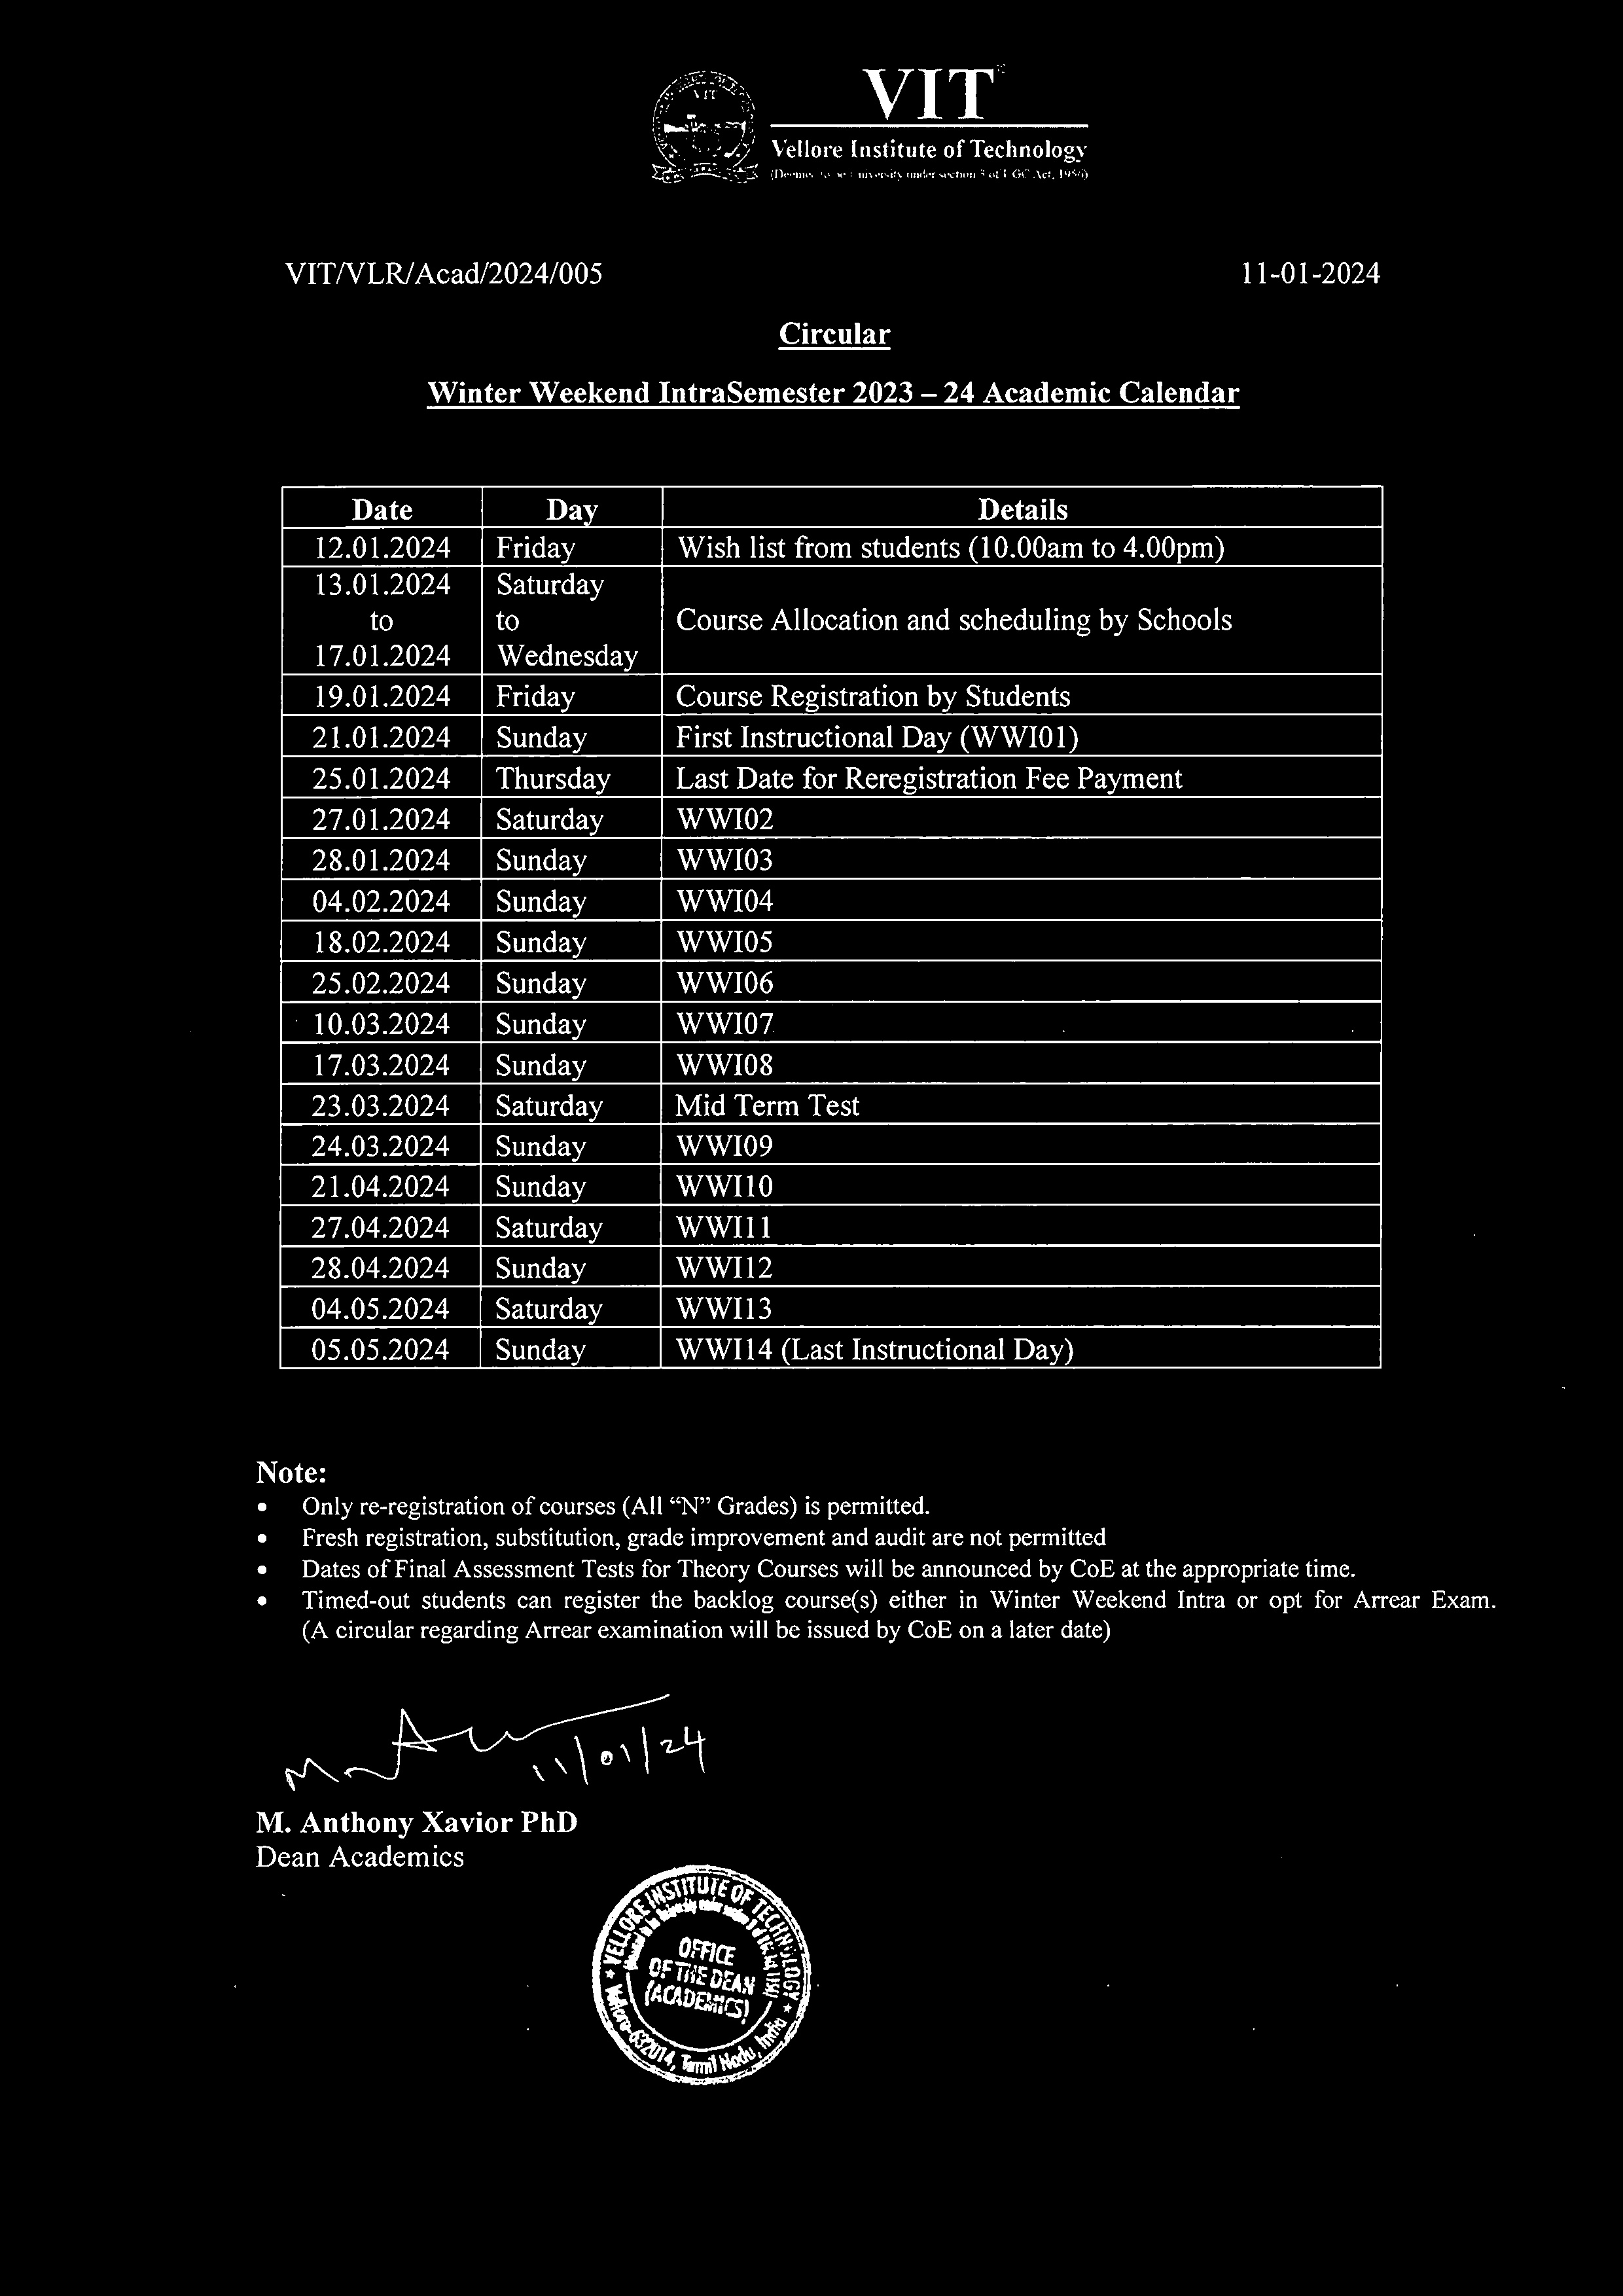 VIT
VIT
Vellore Institute of Technology
VIT/VLR/Acad/2024/005 11-01-2024
Circular
Winter Weekend IntraSemester 2023 – 24 Academic Calendar
Date Day Details
12.01.2024 Friday Wish list from students (10.00am to 4.00pm)
13.01.2024 Saturday
to to Course Allocation and scheduling by Schools
17.01.2024 Wednesday
19.01.2024 Friday Course Registration by Students
21.01.2024 Sunday First Instructional Day (WWI01)
25.01.2024 Thursday Last Date for Reregistration Fee Payment
27.01.2024 Saturday WWI02
28.01.2024 Sunday WWI03
04.02.2024 Sunday WWI04
18.02.2024 Sunday WWI05
25.02.2024 Sunday WWI06
10.03.2024 Sunday WWI07
17.03.2024 Sunday WWI08
23.03.2024 Saturday Mid Term Test
24.03.2024 Sunday WWI09
21.04.2024 Sunday WWI10
27.04.2024 Saturday WWI11
28.04.2024 Sunday WWI12
04.05.2024 Saturday WWI13
05.05.2024 Sunday WWI14 (Last Instructional Day)
Note:
• Only re-registration of courses (All “N” Grades) is permitted.
• Fresh registration, substitution, grade improvement and audit are not permitted
• Dates of Final Assessment Tests for Theory Courses will be announced by CoE at the appropriate time.
• Timed-out students can register the backlog course(s) either in Winter Weekend Intra or opt for Arrear Exam.
(A circular regarding Arrear examination will be issued by CoE on a later date)
11/01/24
M. Anthony Xavior PhD
Dean Academics
VELLORE INSTITUTE OF TECHNOLOGY
OFFICE
OF THE DEAN
(ACADEMICS)
Vellore-632014, Tamil Nadu, India